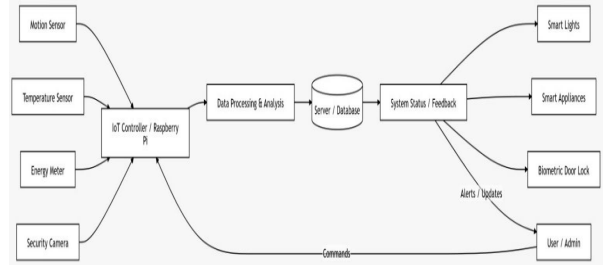 Motion Sensor
Temperature Sensor
Energy Meter
Security Camera
IoT Controller / Raspberry
Pi
Data Processing & Analysis
Server / Database
System Status / Feedback
Smart Lights
Smart Appliances
Biometric Door Lock
Alerts / Updates
User / Admin
Commands